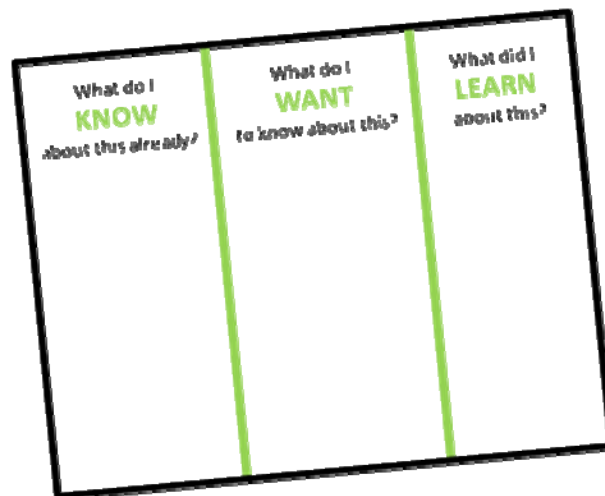 What do I
KNOW
about this already?
What do I
WANT
to know about this?
What did I
LEARN
about this?